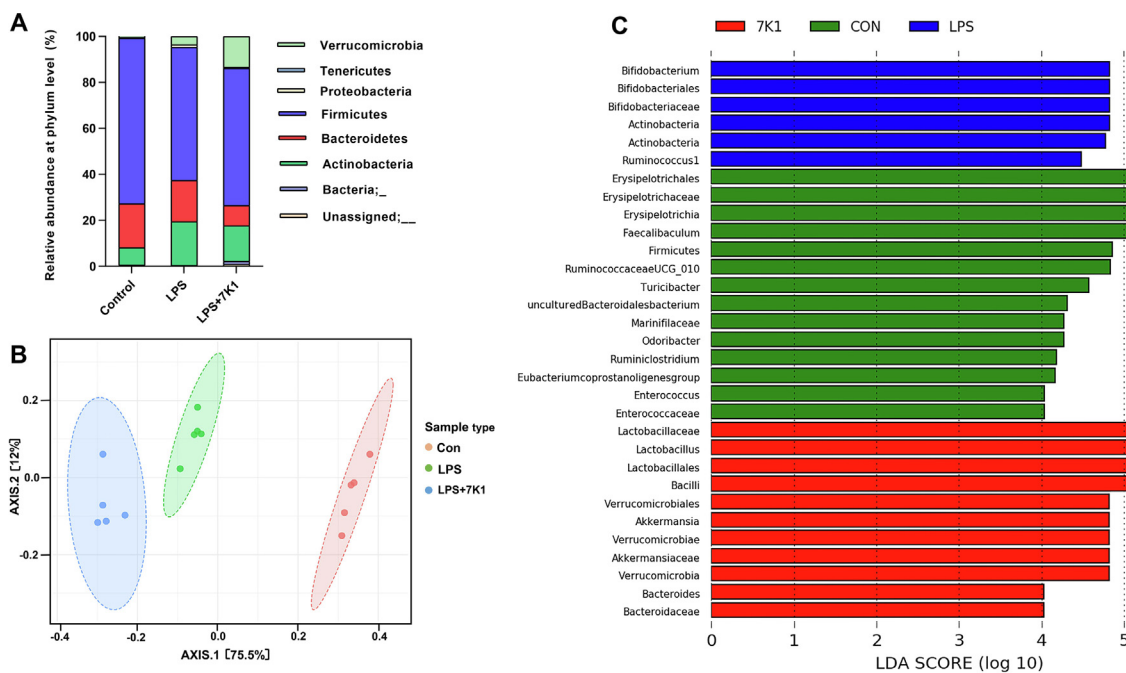 A
Relative abundance at phylum level (%)
100
80
60
40
20
0
Control
LPS
LPS+7K1
Verrucomicrobia
Tenericutes
Proteobacteria
Firmicutes
Bacteroidetes
Actinobacteria
Bacteria;_
Unassigned;__
B
AXIS.2 [12%]
0.2
0.0
-0.2
-0.4
-0.2
0.0
0.2
0.4
AXIS.1 [75.5%]
Sample type
Con
LPS
LPS+7K1
C
7K1
CON
LPS
Bifidobacterium
Bifidobacteriales
Bifidobacteriaceae
Actinobacteria
Actinobacteria
Ruminococcus1
Erysipelotrichales
Erysipelotrichaceae
Erysipelotrichia
Faecalibaculum
Firmicutes
RuminococcaceaeUCG_010
Turicibacter
unculturedBacteroidalesbacterium
Marinifilaceae
Odoribacter
Ruminiclostridium
Eubacteriumcoprostanoligenesgroup
Enterococcus
Enterococcaceae
Lactobacillaceae
Lactobacillus
Lactobacillales
Bacilli
Verrucomicrobiales
Akkermansia
Verrucomicrobiae
Akkermansiaceae
Verrucomicrobia
Bacteroides
Bacteroidaceae
0
1
2
3
4
5
LDA SCORE (log 10)